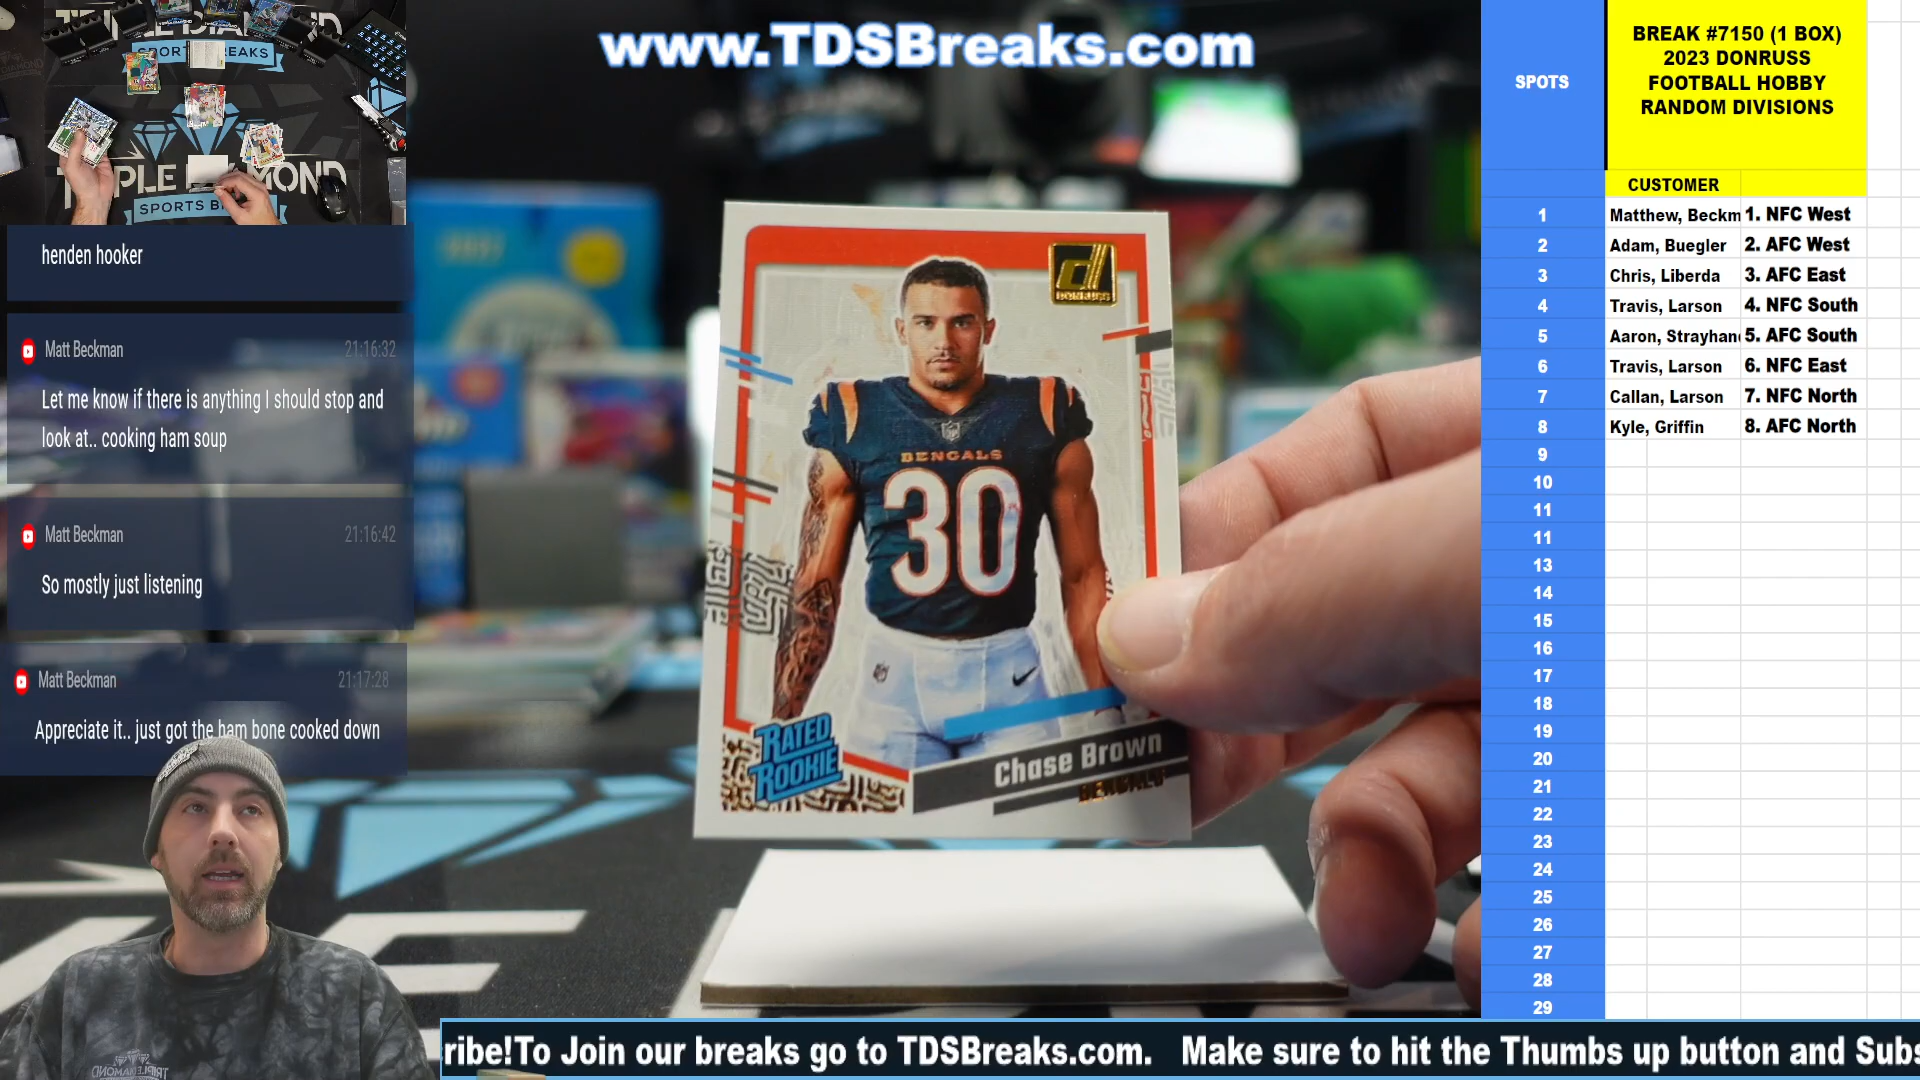 www.TDSBreaks.com
henden hooker
Matt Beckman 21:16:32
Let me know if there is anything I should stop and
look at.. cooking ham soup
Matt Beckman 21:16:42
So mostly just listening
Matt Beckman 21:17:28
Appreciate it.. just got the ham bone cooked down
TRIPLE DIAMOND
SPORTS BREAKS
d
DONRUSS
BENGALS
30
RATED
ROOKIE
Chase Brown
BENGALS
SPOTS
BREAK #7150 (1 BOX)
2023 DONRUSS
FOOTBALL HOBBY
RANDOM DIVISIONS
CUSTOMER
1 Matthew, Beckm 1. NFC West
2 Adam, Buegler 2. AFC West
3 Chris, Liberda 3. AFC East
4 Travis, Larson 4. NFC South
5 Aaron, Strayhan 5. AFC South
6 Travis, Larson 6. NFC East
7 Callan, Larson 7. NFC North
8 Kyle, Griffin 8. AFC North
9
10
11
11
13
14
15
16
17
18
19
20
21
22
23
24
25
26
27
28
29
ribe!To Join our breaks go to TDSBreaks.com. Make sure to hit the Thumbs up button and Subs